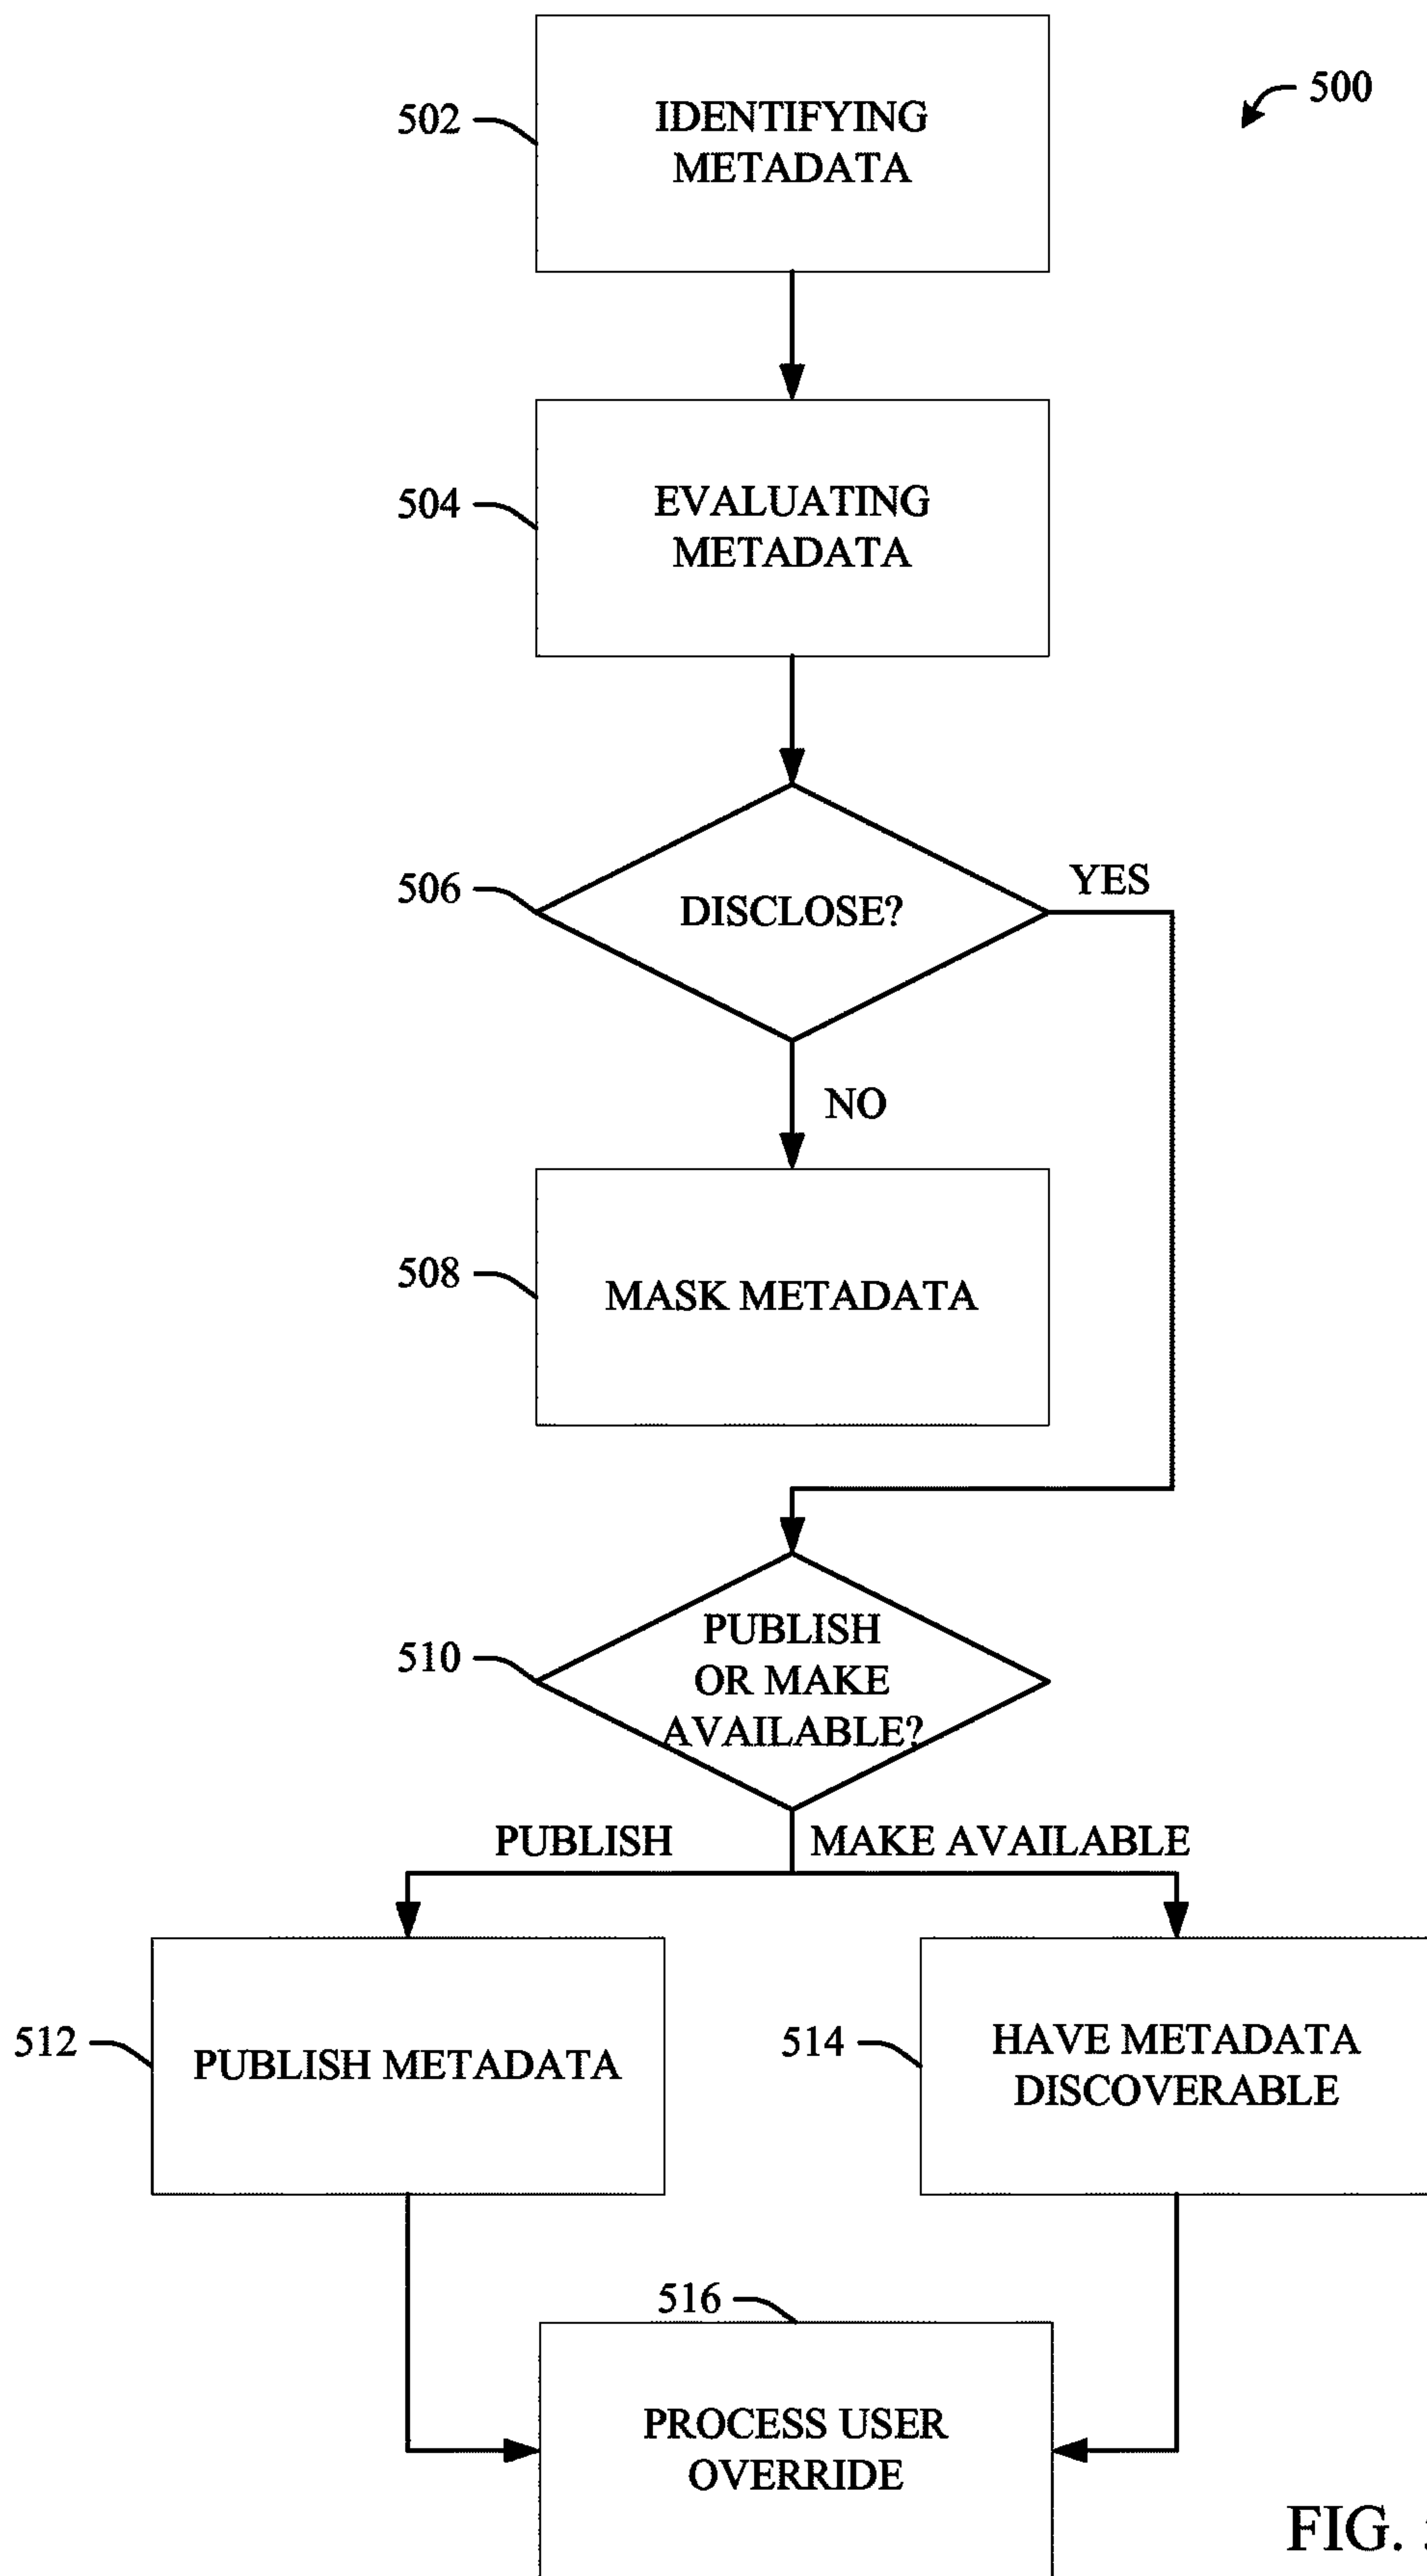 500
502
IDENTIFYING
METADATA
504
EVALUATING
METADATA
506
DISCLOSE?
YES
NO
508
MASK METADATA
510
PUBLISH
OR MAKE
AVAILABLE?
PUBLISH
MAKE AVAILABLE
512
PUBLISH METADATA
514
HAVE METADATA
DISCOVERABLE
516
PROCESS USER
OVERRIDE
FIG.